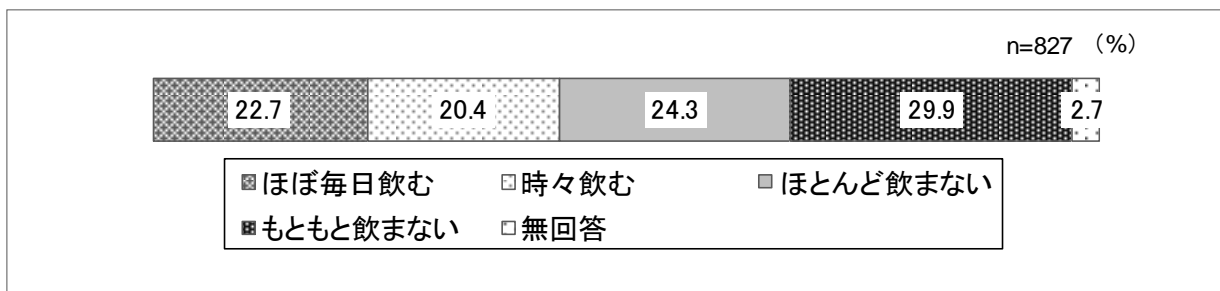 n=827 （%）
22.7 20.4 24.3 29.9 2.7
ほぼ毎日飲む 時々飲む ほとんど飲まない
もともと飲まない 無回答